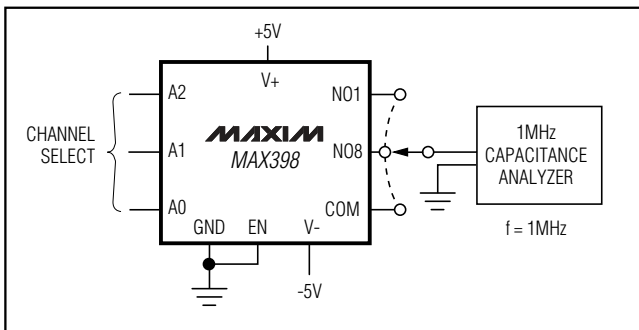 +5V
V+
A2
NO1
CHANNEL
SELECT
A1
MAXIM
MAX398
NO8
1MHz
CAPACITANCE
ANALYZER
A0
COM
GND
EN
V-
f = 1MHz
-5V